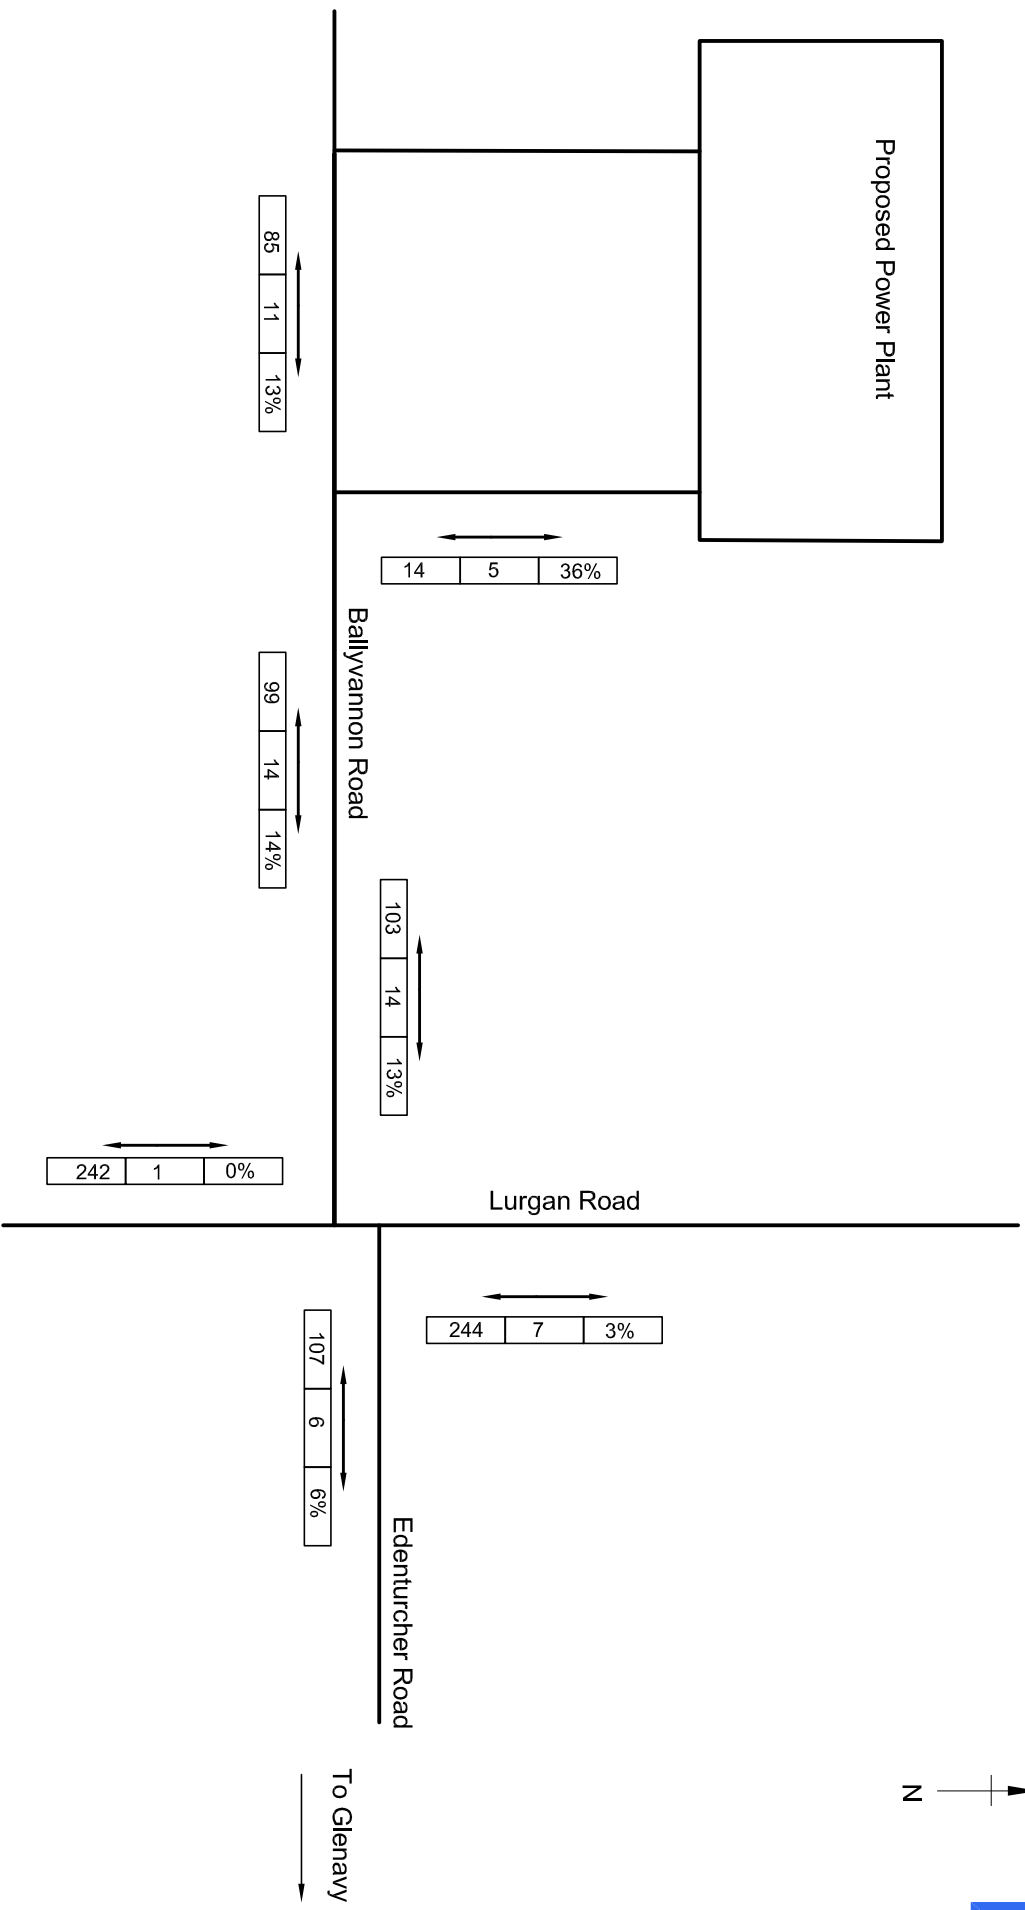 Proposed Power Plant
85 11 13%
14 5 36%
Ballyvannon Road
99 14 14%
103 14 13%
242 1 0%
Lurgan Road
244 7 3%
107 6 6%
Edenturcher Road
To Glenavy
N